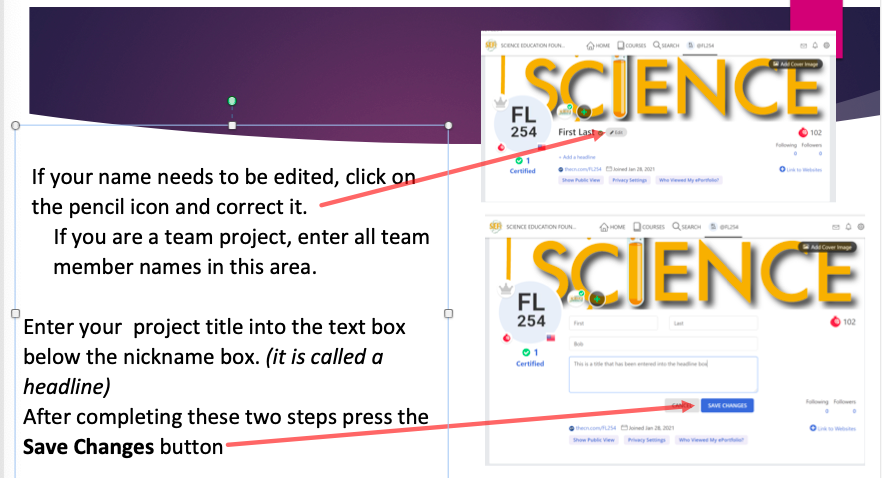 If your name needs to be edited, click on
the pencil icon and correct it.
If you are a team project, enter all team
member names in this area.
Enter your project title into the text box
below the nickname box. (it is called a
headline)
After completing these two steps press the
Save Changes button
SCIENCE EDUCATION FOUN... HOME COURSES SEARCH @FL254
SCIENCE
Add Cover Image
FL
254
First Last Edit
102
Following Followers
0 0
+ Add a headline
1
Certified
thecn.com/FL254 Joined Jan 28, 2021
Link to Websites
Show Public View Privacy Settings Who Viewed My ePortfolio?
SCIENCE EDUCATION FOUN... HOME COURSES SEARCH @FL254
SCIENCE
Add Cover Image
FL
254
First Last
102
Bob
1
Certified
This is a title that has been entered into the headline box
SAVE CHANGES
Following Followers
0 0
thecn.com/FL254 Joined Jan 28, 2021
Link to Websites
Show Public View Privacy Settings Who Viewed My ePortfolio?